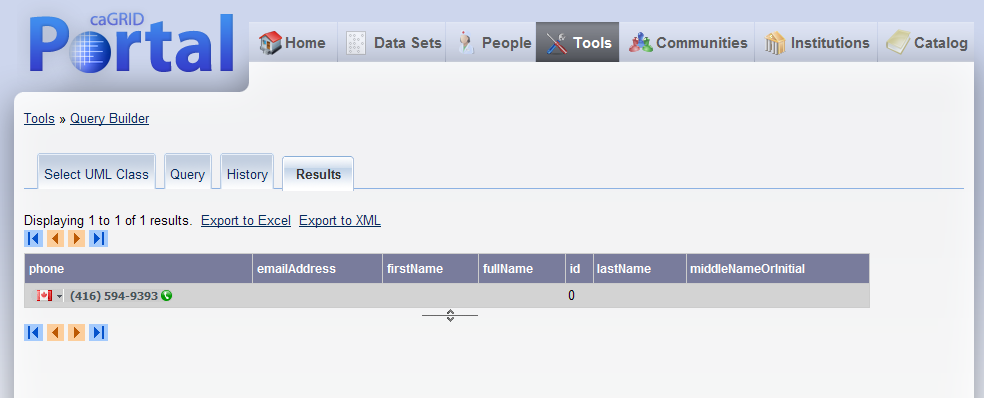 caGRID
Portal
Home Data Sets People Tools Communities Institutions Catalog
Tools » Query Builder
Select UML Class Query History Results
Displaying 1 to 1 of 1 results. Export to Excel Export to XML
phone emailAddress firstName fullName id lastName middleNameOrInitial
(416) 594-9393 0